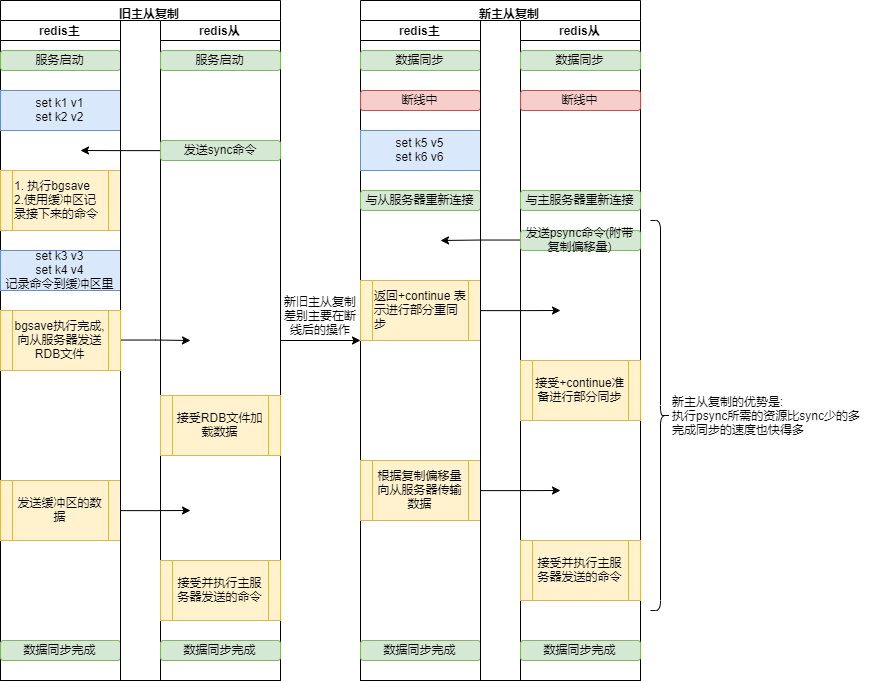 旧主从复制
redis主
redis从
服务启动
服务启动
set k1 v1
set k2 v2
发送sync命令
1. 执行bgsave
2.使用缓冲区记
录接下来的命令
set k3 v3
set k4 v4
记录命令到缓冲区里
bgsave执行完成,
向从服务器发送
RDB文件
接受RDB文件加
载数据
发送缓冲区的数
据
接受并执行主服
务器发送的命令
数据同步完成
数据同步完成
新旧主从复制
差别主要在断
线后的操作
新主从复制
redis主
redis从
数据同步
数据同步
断线中
断线中
set k5 v5
set k6 v6
与从服务器重新连接
与主服务器重新连接
发送psync命令(附带
复制偏移量)
返回+continue 表
示进行部分重同
步
接受+continue准
备进行部分同步
根据复制偏移量
向从服务器传输
数据
接受并执行主服
务器发送的命令
数据同步完成
数据同步完成
新主从复制的优势是:
执行psync所需的资源比sync少的多
完成同步的速度也快得多